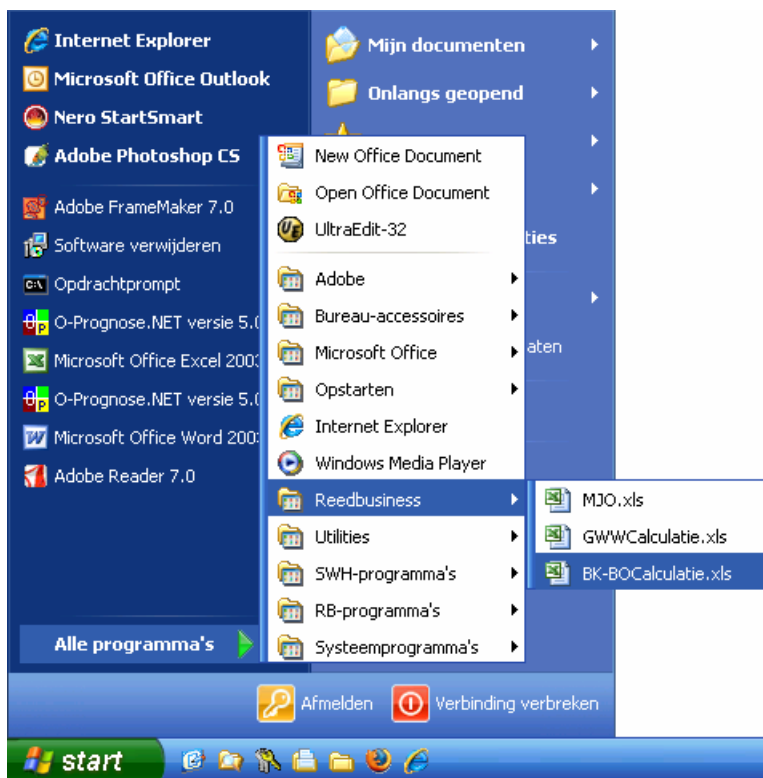 Internet Explorer
Microsoft Office Outlook
Nero StartSmart
Adobe Photoshop CS
Adobe FrameMaker 7.0
Software verwijderen
Opdrachtprompt
O-Prognose.NET versie 5.0
Microsoft Office Excel 2003
O-Prognose.NET versie 5.0
Microsoft Office Word 2003
Adobe Reader 7.0
Alle programma's
Mijn documenten
Onlangs geopend
ties
aten
New Office Document
Open Office Document
UltraEdit-32
Adobe
Bureau-accessoires
Microsoft Office
Opstarten
Internet Explorer
Windows Media Player
Reedbusiness
Utilities
SWH-programma's
RB-programma's
Systeemprogramma's
MJO.xls
GWWCalculatie.xls
BK-BOCalculatie.xls
Afmelden
Verbinding verbreken
start